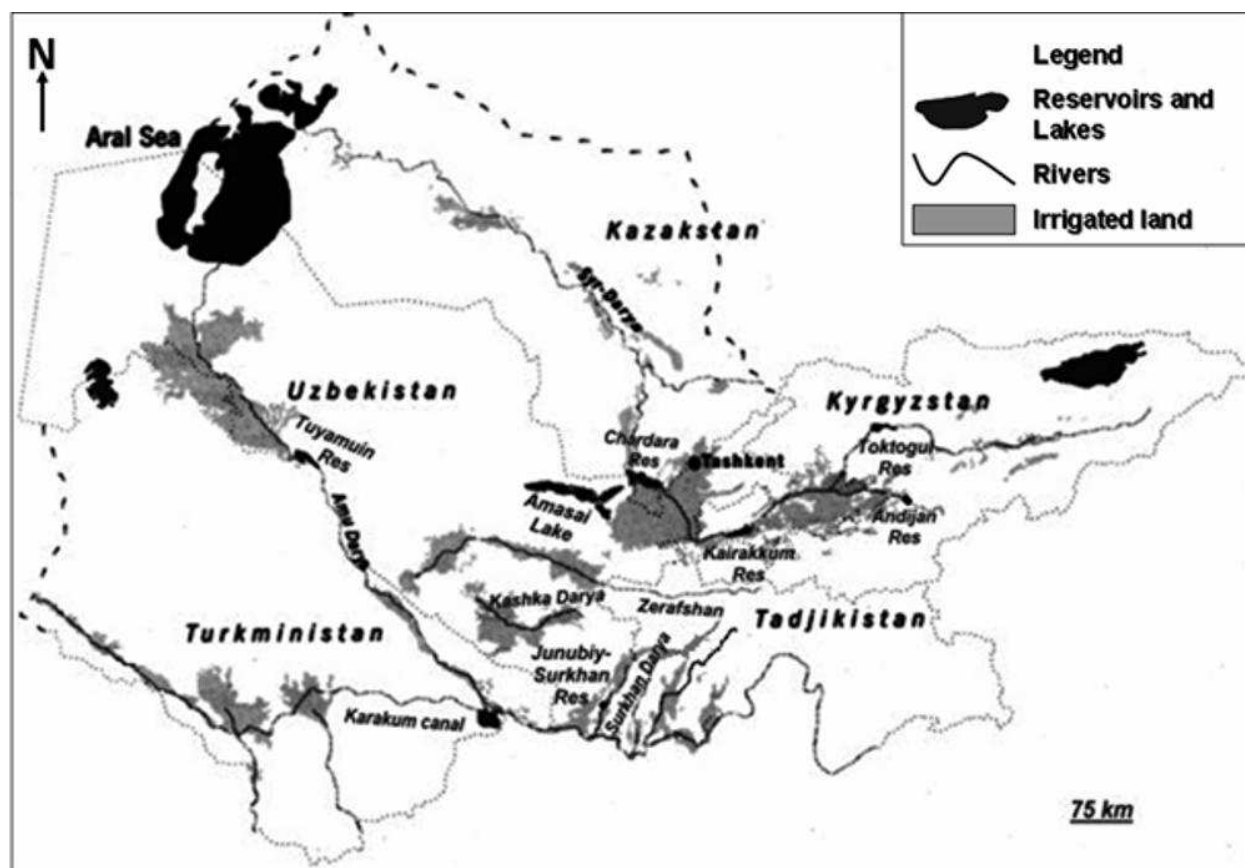 N
Aral Sea
Legend
Reservoirs and
Lakes
Rivers
Irrigated land
Kazakstan
Syr-Darya
Uzbekistan
Kyrgyzstan
Tuyamuin
Res
Chardara
Res
Tashkent
Toktogul
Res
Amasai
Lake
Andijan
Res
Amu Darya
Kairakkum
Res
Kashka Darya
Zerafshan
Turkministan
Tadjikistan
Junubiy-
Surkhan
Res
Surkhan Darya
Karakum canal
75 km